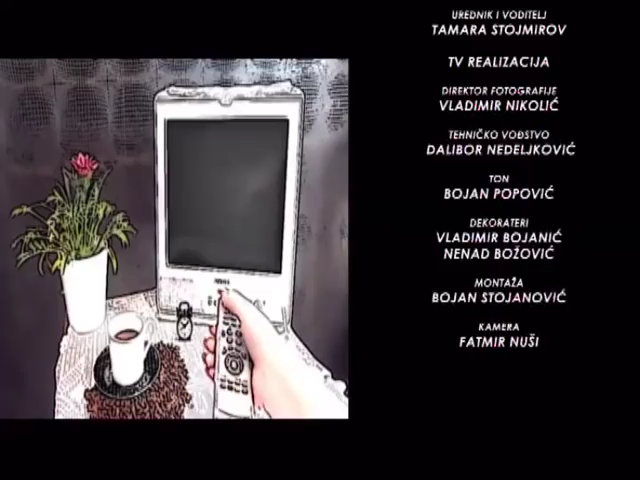 UREDNIK I VODITELJ
TAMARA STOJMIROV
TV REALIZACIJA
DIREKTOR FOTOGRAFIJE
VLADIMIR NIKOLIĆ
TEHNIČKO VOĐSTVO
DALIBOR NEDELJKOVIĆ
TON
BOJAN POPOVIĆ
DEKORATERI
VLADIMIR BOJANIĆ
NENAD BOŽOVIĆ
MONTAŽA
BOJAN STOJANOVIĆ
KAMERA
FATMIR NUŠI